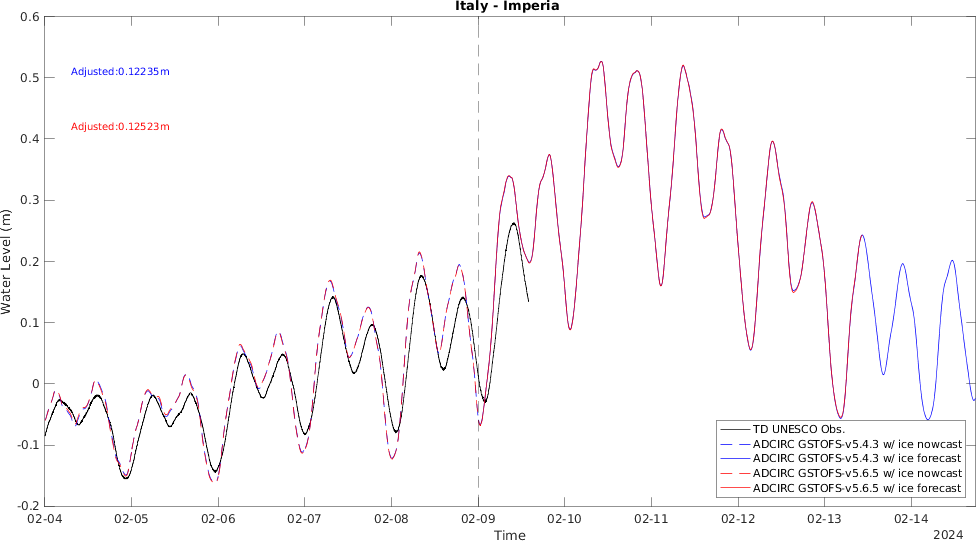 Italy - Imperia
0.6
0.5
0.4
0.3
0.2
0.1
0
-0.1
-0.2
Water Level (m)
Adjusted:0.12235m
Adjusted:0.12523m
TD UNESCO Obs.
ADCIRC GSTOFS-v5.4.3 w/ ice nowcast
ADCIRC GSTOFS-v5.4.3 w/ ice forecast
ADCIRC GSTOFS-v5.6.5 w/ ice nowcast
ADCIRC GSTOFS-v5.6.5 w/ ice forecast
02-04 02-05 02-06 02-07 02-08 02-09 02-10 02-11 02-12 02-13 02-14
Time
2024